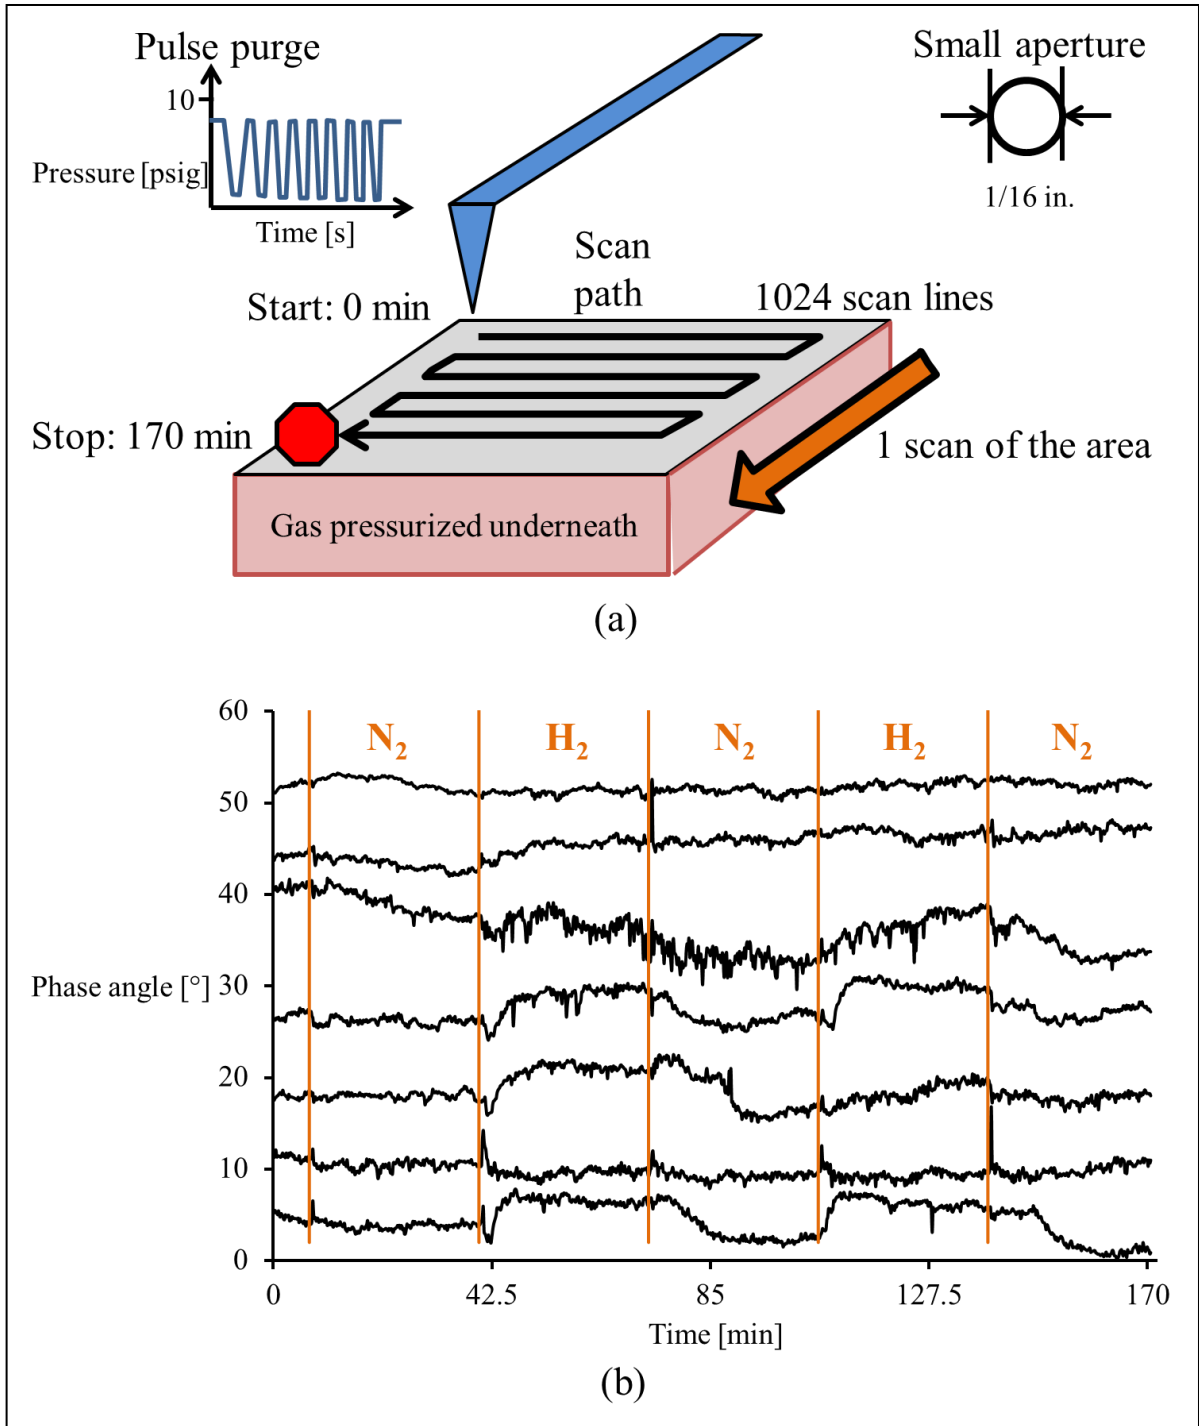 Pulse purge
Small aperture
10
Pressure [psig]
1/16 in.
Time [s]
Scan
path
Start: 0 min
1024 scan lines
Stop: 170 min
1 scan of the area
Gas pressurized underneath
(a)
60
N₂
H₂
N₂
H₂
N₂
50
40
Phase angle [°]
30
20
10
0
0
42.5
85
127.5
170
Time [min]
(b)